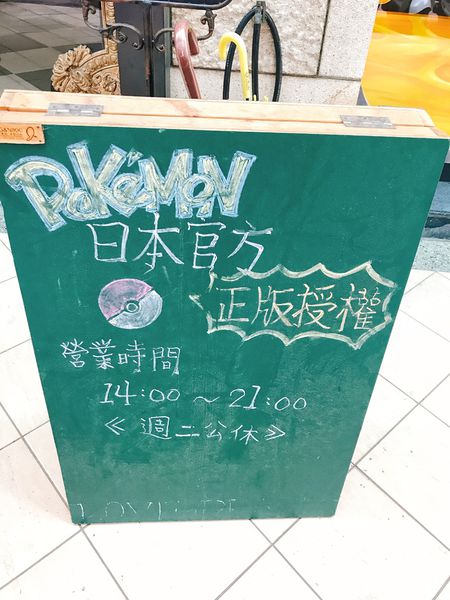 POKéMON
日本官方
正版授權
營業時間
14:00 ~ 21:00
≪ 週二公休 ≫